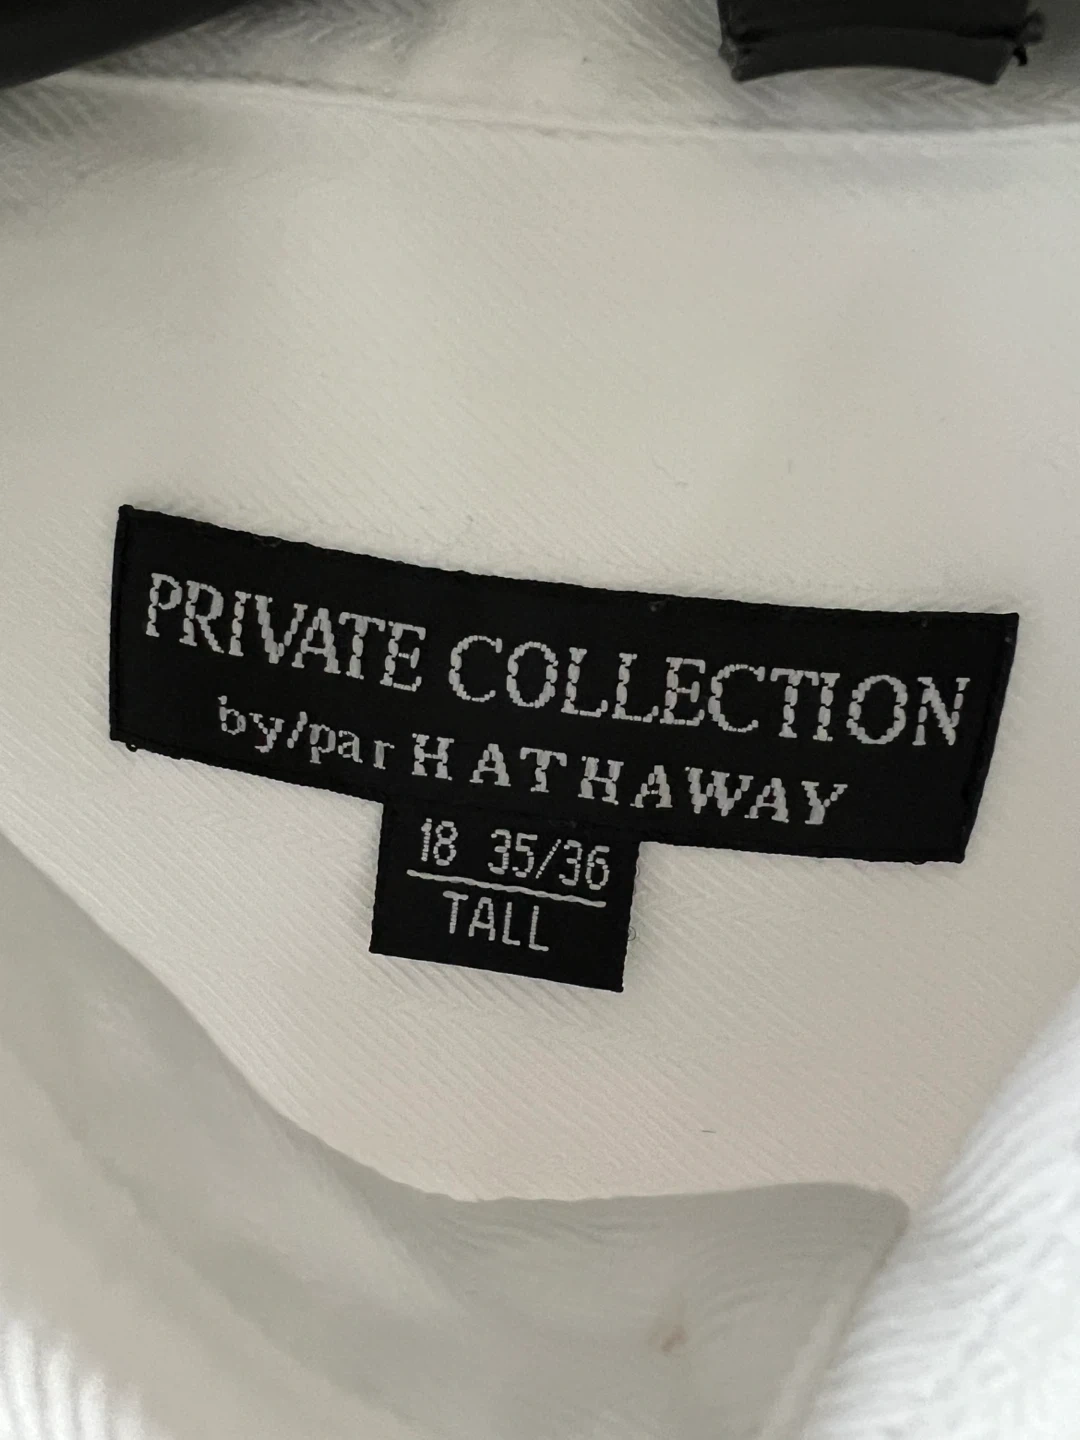 PRIVATE COLLECTION
by/par HATHAWAY
18 35/36
TALL